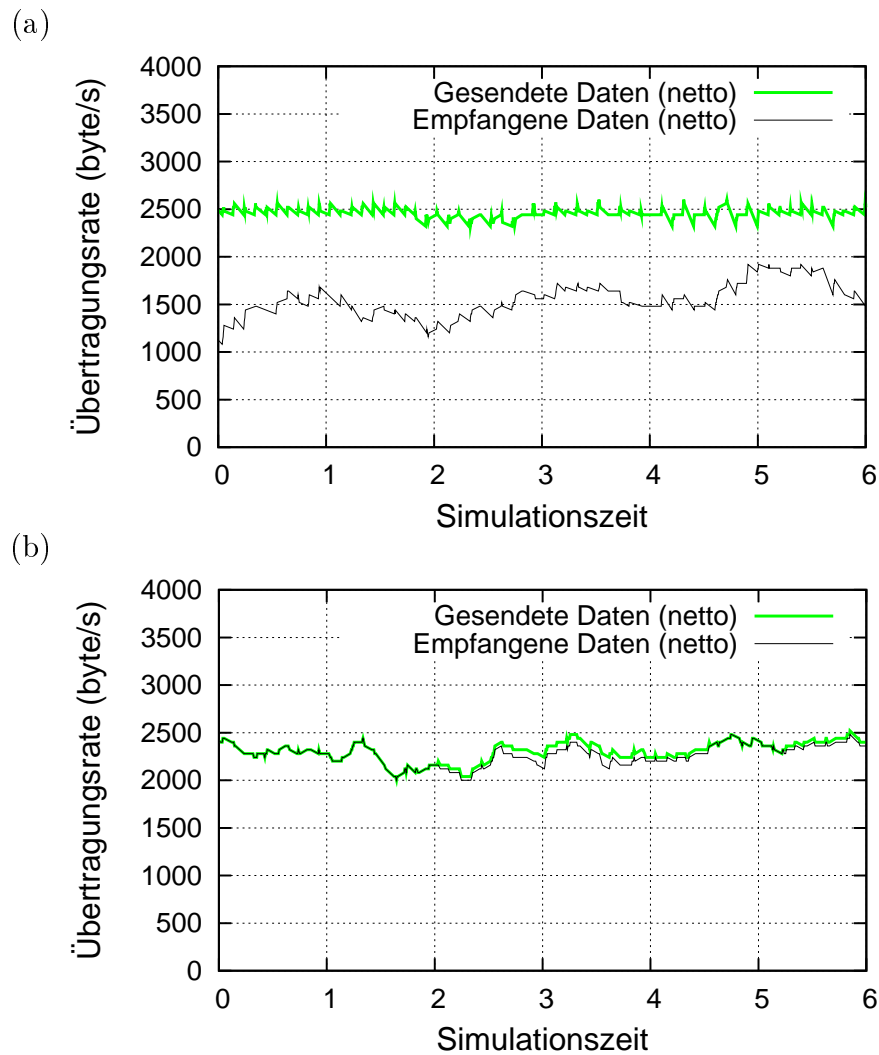 (a)
Übertragungsrate (byte/s)
4000
3500
3000
2500
2000
1500
1000
500
0
Gesendete Daten (netto)
Empfangene Daten (netto)
0 1 2 3 4 5 6
Simulationszeit
(b)
Übertragungsrate (byte/s)
4000
3500
3000
2500
2000
1500
1000
500
0
Gesendete Daten (netto)
Empfangene Daten (netto)
0 1 2 3 4 5 6
Simulationszeit